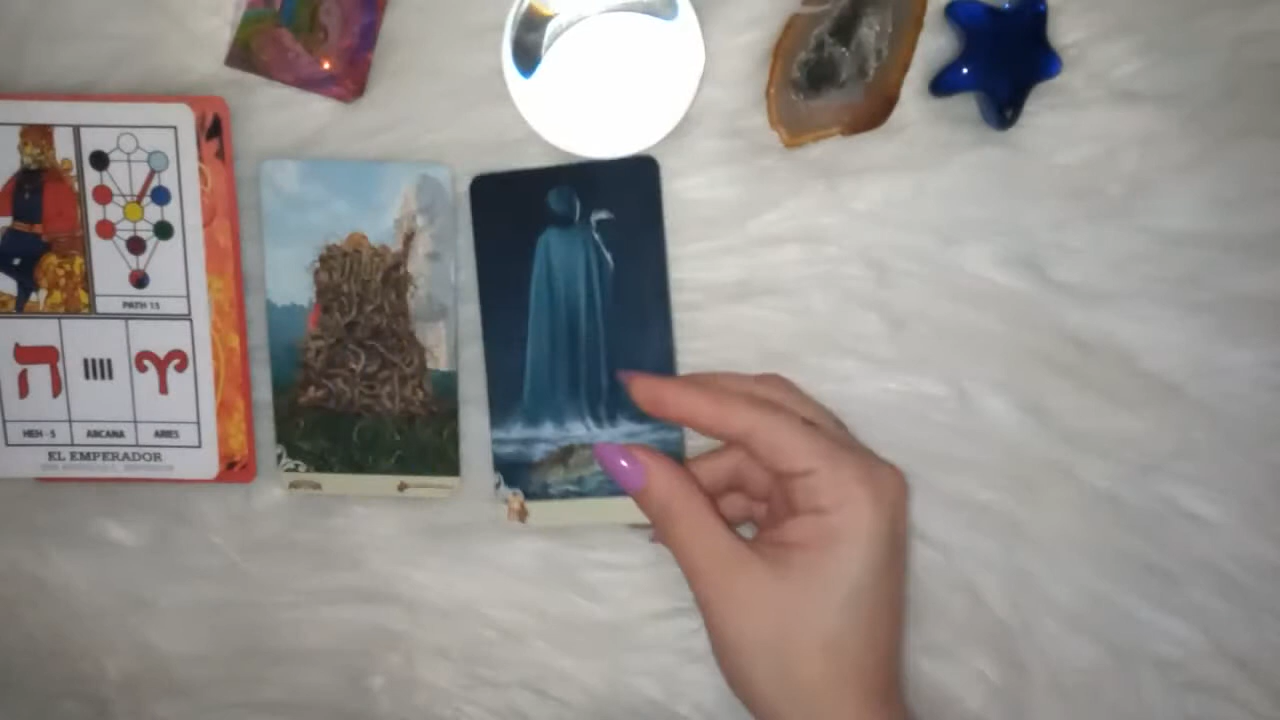 PATH 15
ה
HEH - 5 ARCANA ARIES
EL EMPERADOR